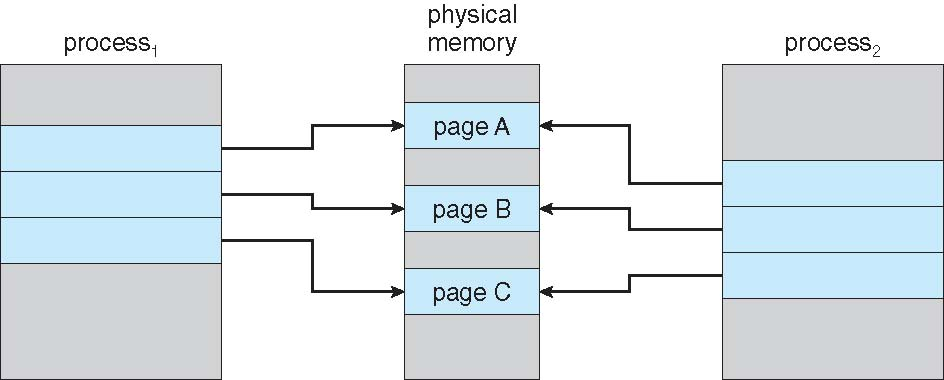 process₁
physical
memory
process₂
page A
page B
page C